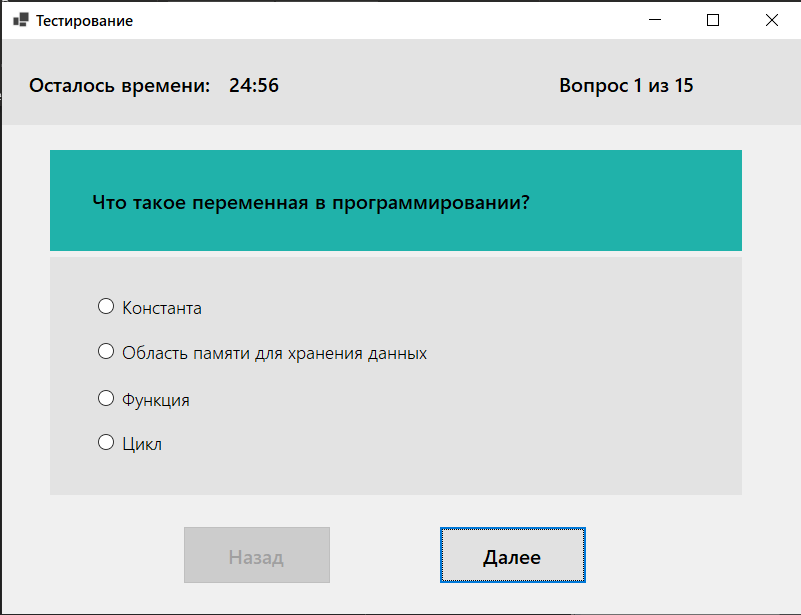 Тестирование
Осталось времени: 24:56 Вопрос 1 из 15
Что такое переменная в программировании?
Константа
Область памяти для хранения данных
Функция
Цикл
Назад Далее